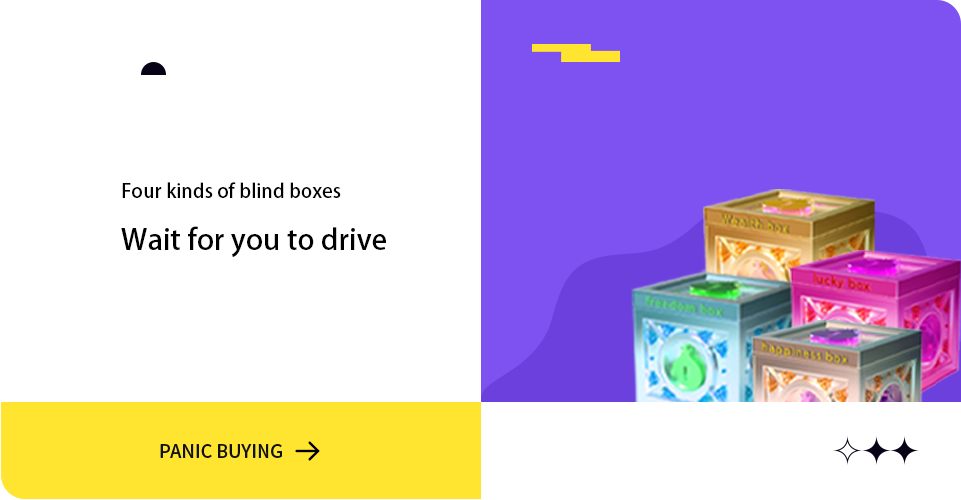 Four kinds of blind boxes
Wait for you to drive
Wealth box
lucky box
freedom box
happiness box
PANIC BUYING